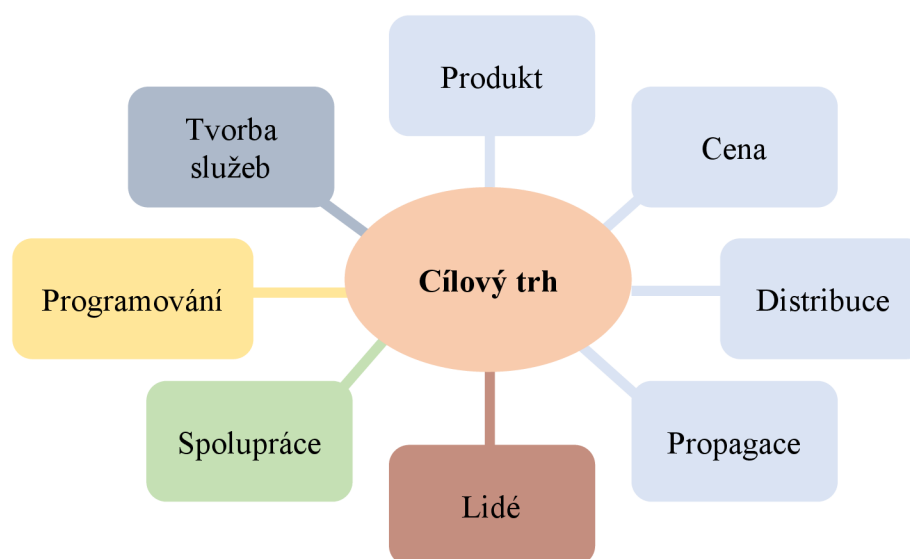 Produkt
Tvorba
služeb
Cena
Cílový trh
Programování
Distribuce
Spolupráce
Propagace
Lidé